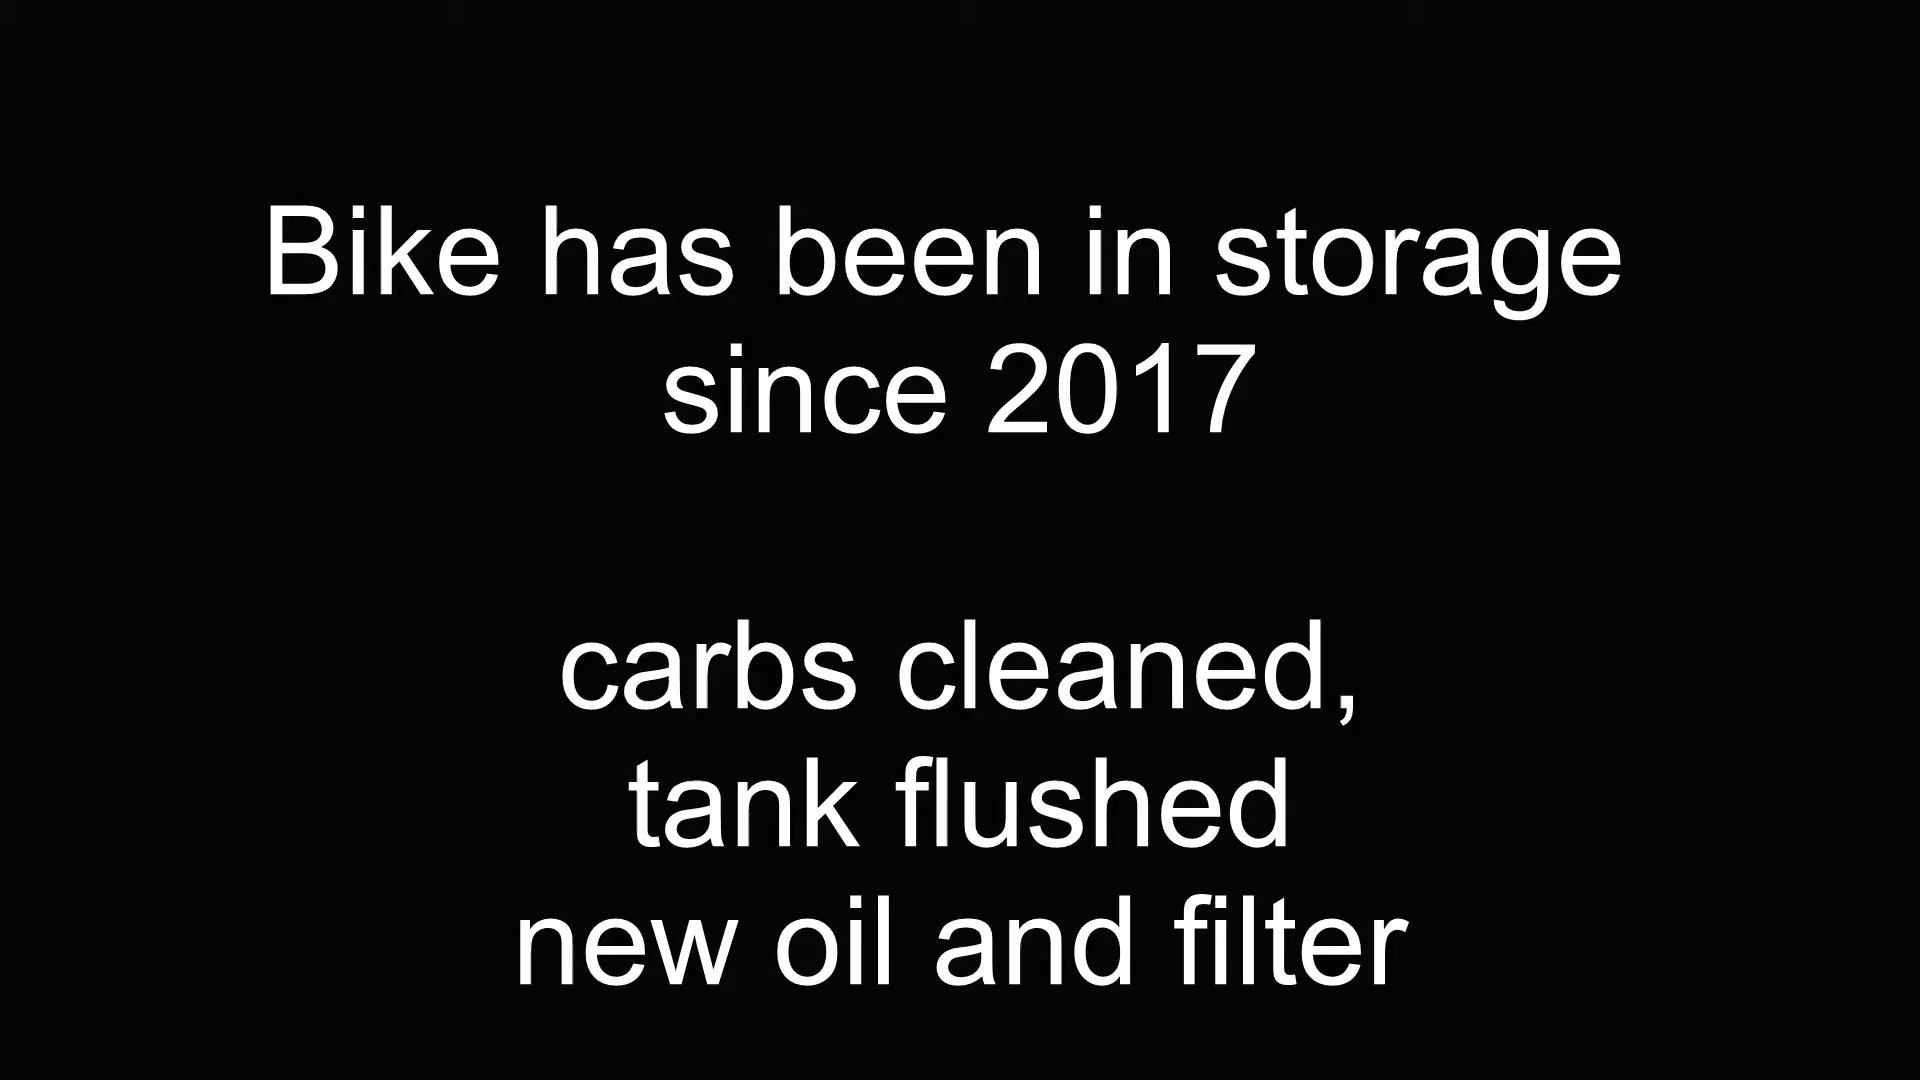 Bike has been in storage
since 2017
carbs cleaned,
tank flushed
new oil and filter